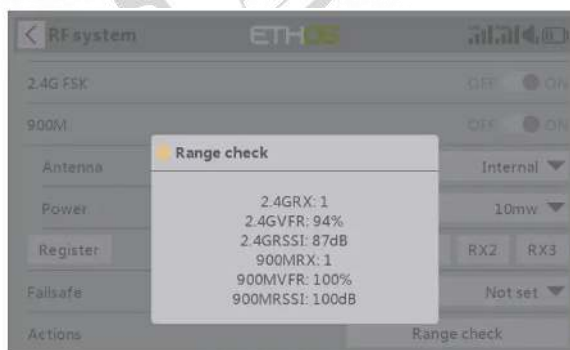 RF system
ETHOS
2.4G FSK OFF ON
900M OFF ON
Range check
Antenna Internal
2.4GRX: 1
2.4GVFR: 94%
Power 10mw
2.4GRSSI: 87dB
900MRX: 1
Register RX2 RX3
900MVFR: 100%
900MRSSI: 100dB
Failsafe Not set
Actions Range check